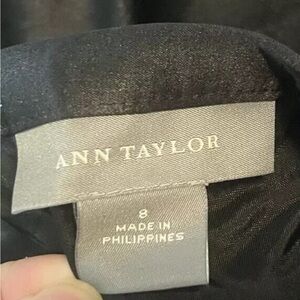 ANN TAYLOR
8
MADE IN
PHILIPPINES